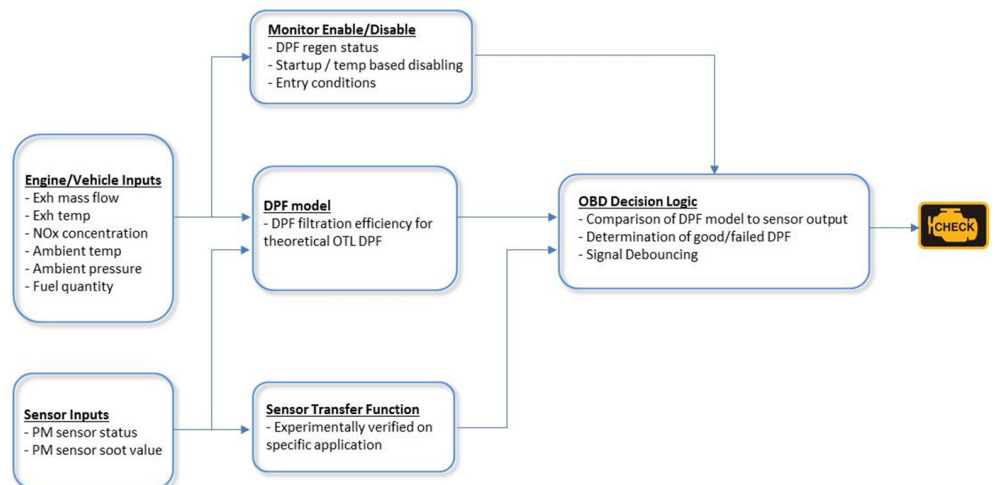 Monitor Enable/Disable
- DPF regen status
- Startup / temp based disabling
- Entry conditions
Engine/Vehicle Inputs
- Exh mass flow
- Exh temp
- NOx concentration
- Ambient temp
- Ambient pressure
- Fuel quantity
DPF model
- DPF filtration efficiency for
theoretical OTL DPF
OBD Decision Logic
- Comparison of DPF model to sensor output
- Determination of good/failed DPF
- Signal Debouncing
CHECK
Sensor Inputs
- PM sensor status
- PM sensor soot value
Sensor Transfer Function
- Experimentally verified on
specific application